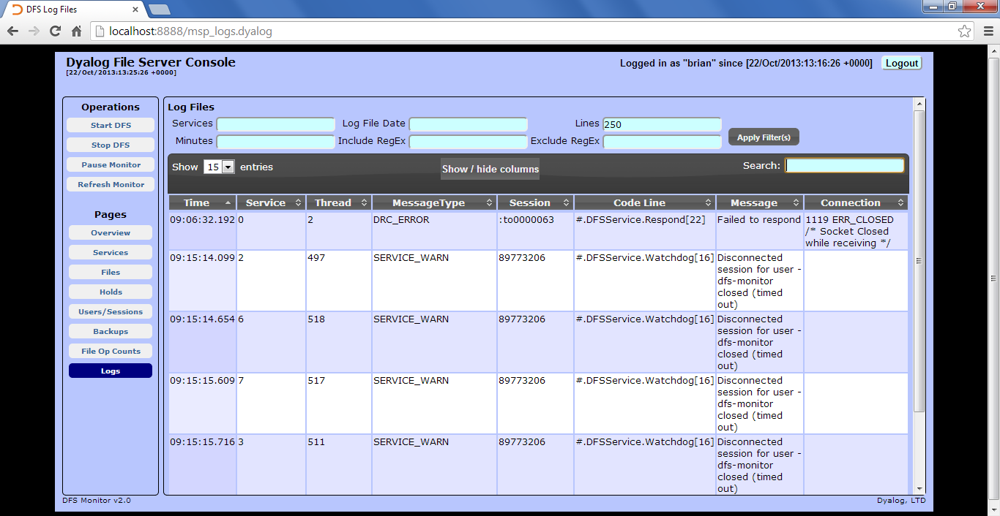 DFS Log Files
localhost:8888/msp_logs.dyalog
Dyalog File Server Console
[22/Oct/2013:13:25:26 +0000]
Logged in as "brian" since [22/Oct/2013:13:16:26 +0000] Logout
Operations
Start DFS
Stop DFS
Pause Monitor
Refresh Monitor
Pages
Overview
Services
Files
Holds
Users/Sessions
Backups
File Op Counts
Logs
Log Files
Services Log File Date Lines 250
Minutes Include RegEx Exclude RegEx Apply Filter(s)
Show 15 entries Show / hide columns Search:
Time Service Thread MessageType Session Code Line Message Connection
09:06:32.192 0 2 DRC_ERROR :to0000063 #.DFSService.Respond[22] Failed to respond 1119 ERR_CLOSED
/* Socket Closed
while receiving */
09:15:14.099 2 497 SERVICE_WARN 89773206 #.DFSService.Watchdog[16] Disconnected
session for user -
dfs-monitor
closed (timed
out)
09:15:14.654 6 518 SERVICE_WARN 89773206 #.DFSService.Watchdog[16] Disconnected
session for user -
dfs-monitor
closed (timed
out)
09:15:15.609 7 517 SERVICE_WARN 89773206 #.DFSService.Watchdog[16] Disconnected
session for user -
dfs-monitor
closed (timed
out)
09:15:15.716 3 511 SERVICE_WARN 89773206 #.DFSService.Watchdog[16] Disconnected
session for user -
dfs-monitor
closed (timed
out)
DFS Monitor v2.0 Dyalog, LTD